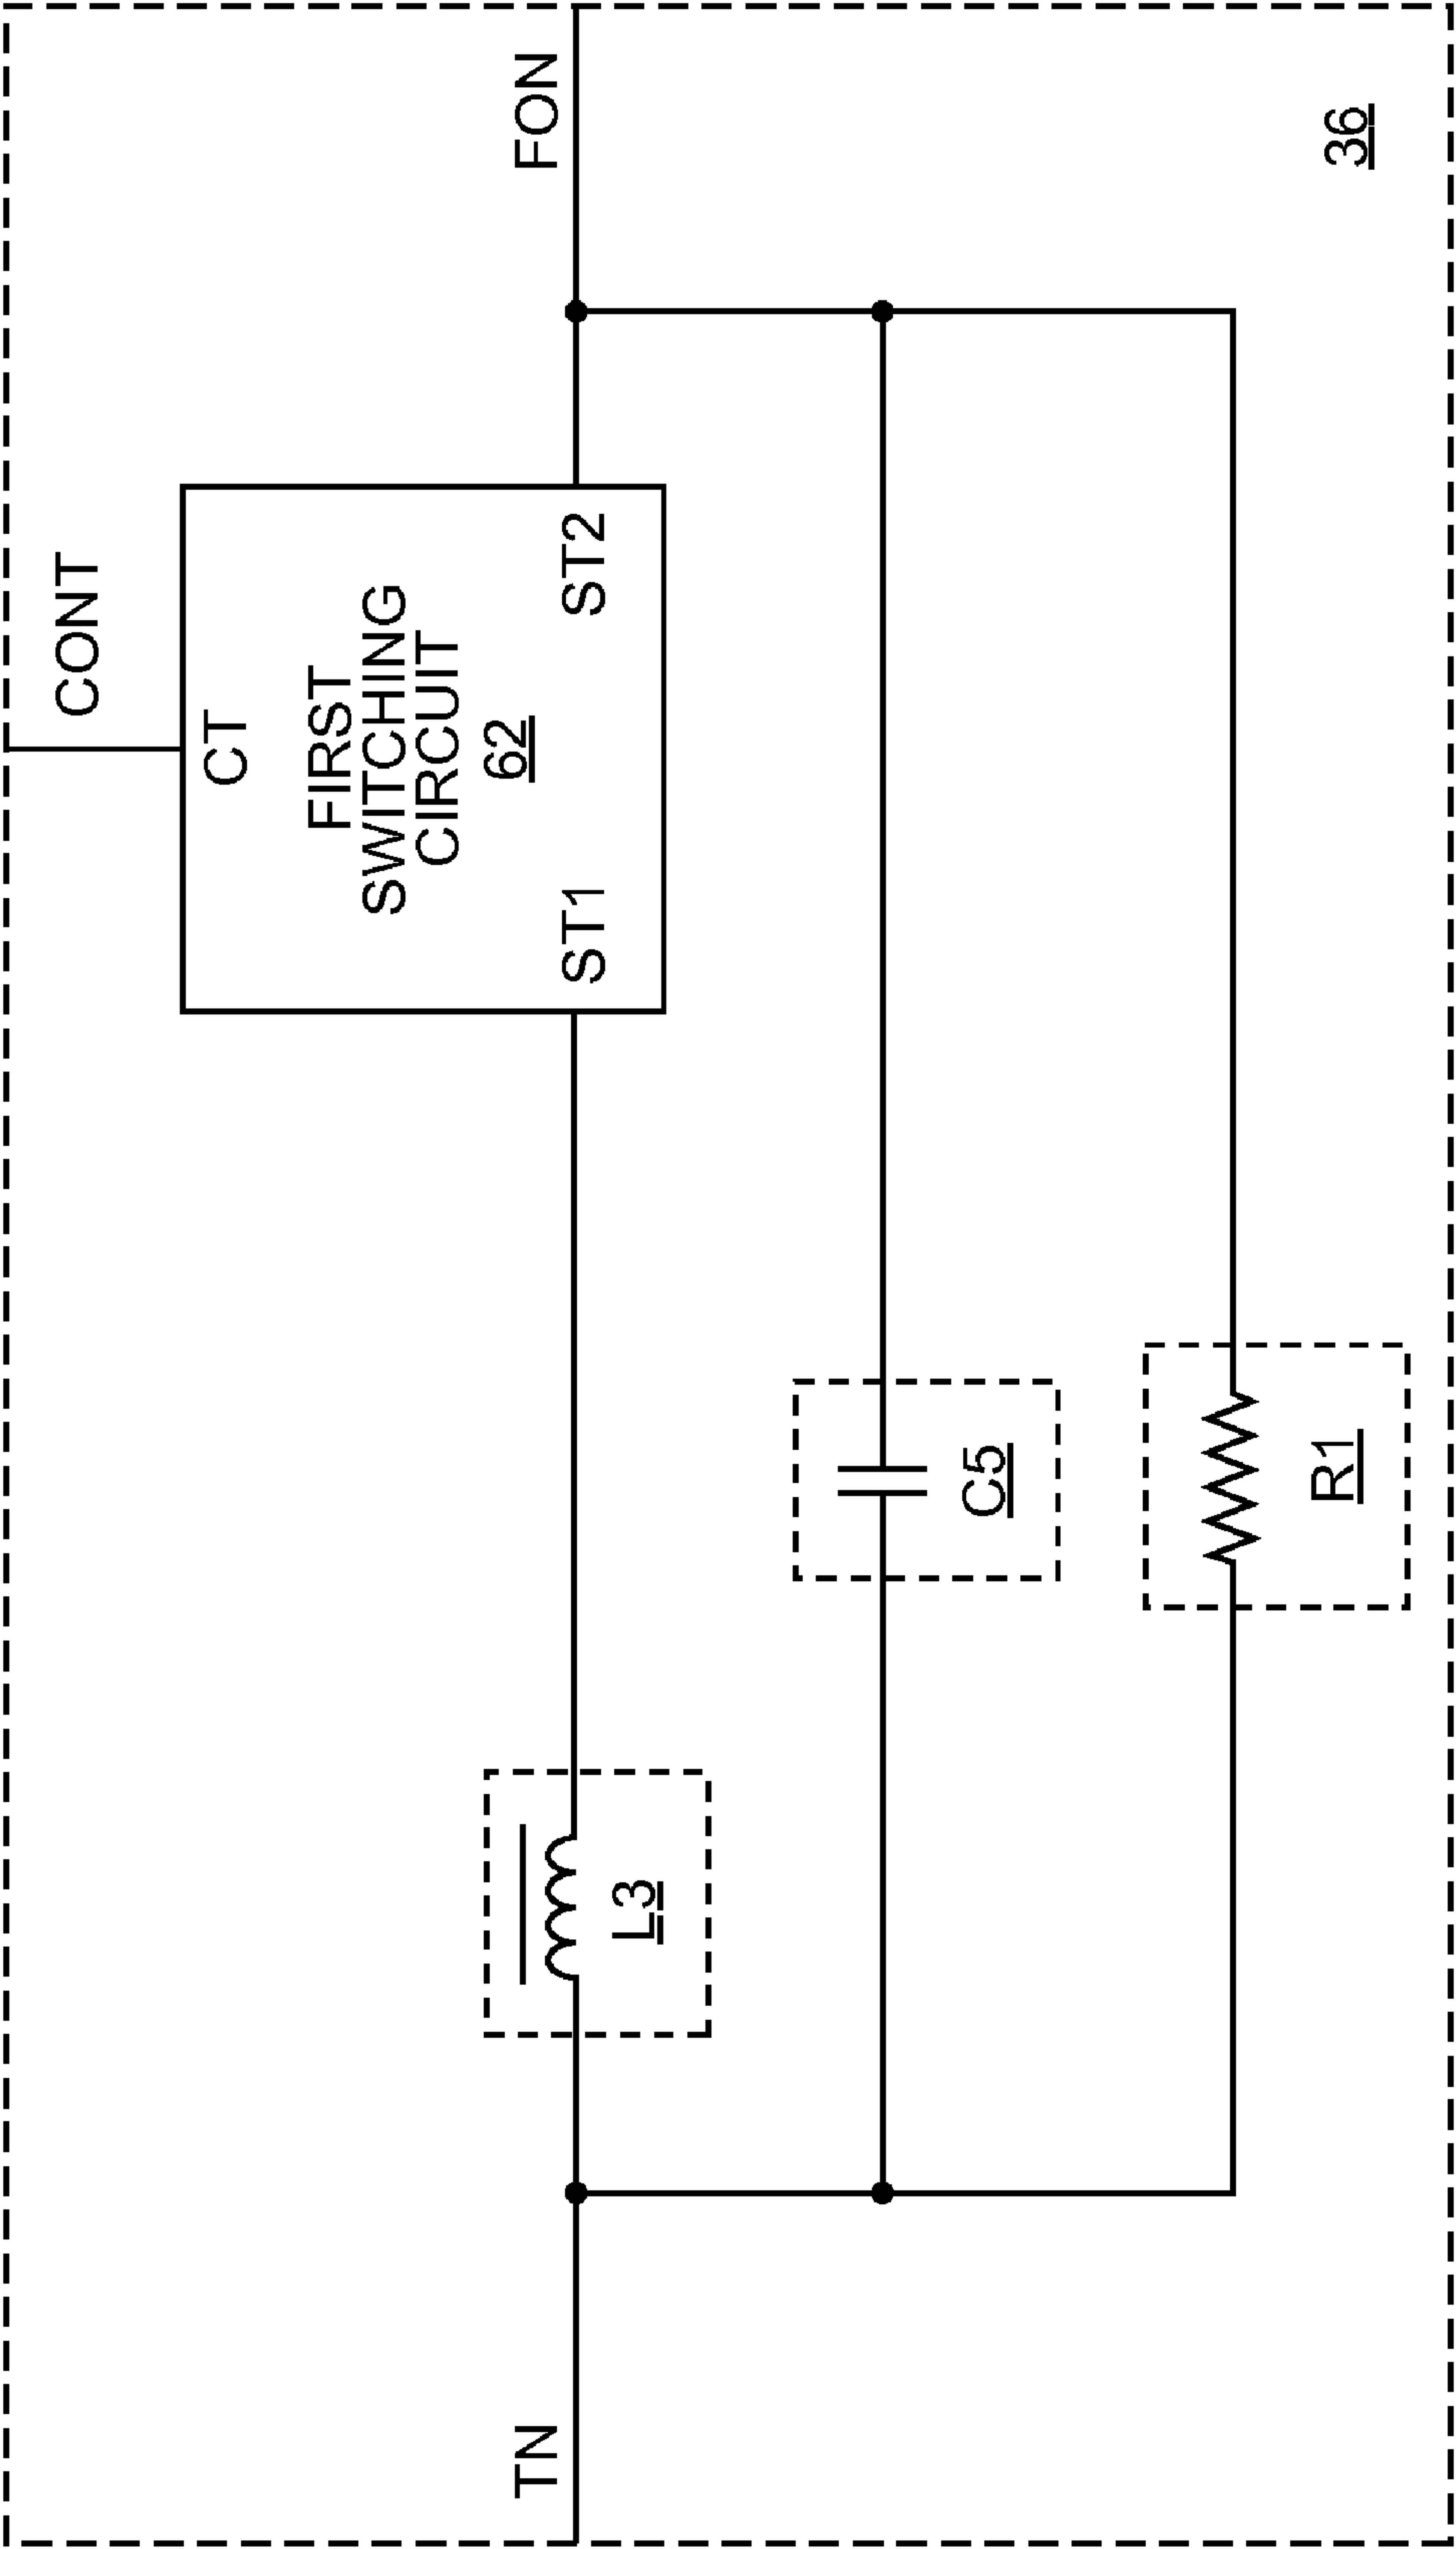 CONT
CT
FIRST
SWITCHING
CIRCUIT
62
ST1
ST2
TN
FON
L3
C5
R1
36